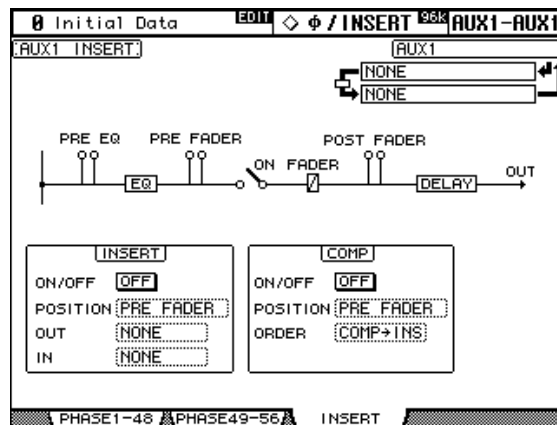 0 Initial Data EDIT ◇ φ/INSERT 96k AUX1-AUX1
AUX1 INSERT AUX1
NONE
NONE
PRE EQ PRE FADER POST FADER
ON FADER OUT
EQ DELAY
INSERT COMP
ON/OFF OFF ON/OFF OFF
POSITION PRE FADER POSITION PRE FADER
OUT NONE ORDER COMP→INS
IN NONE
PHASE1-48 PHASE49-56 INSERT